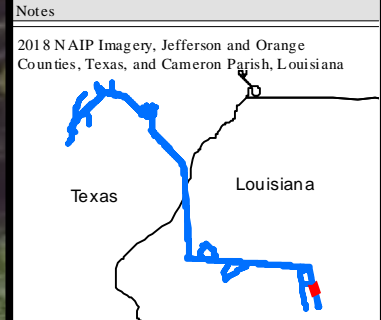 Notes
2018 NAIP Imagery, Jefferson and Orange
Counties, Texas, and Cameron Parish, Louisiana
Louisiana
Texas